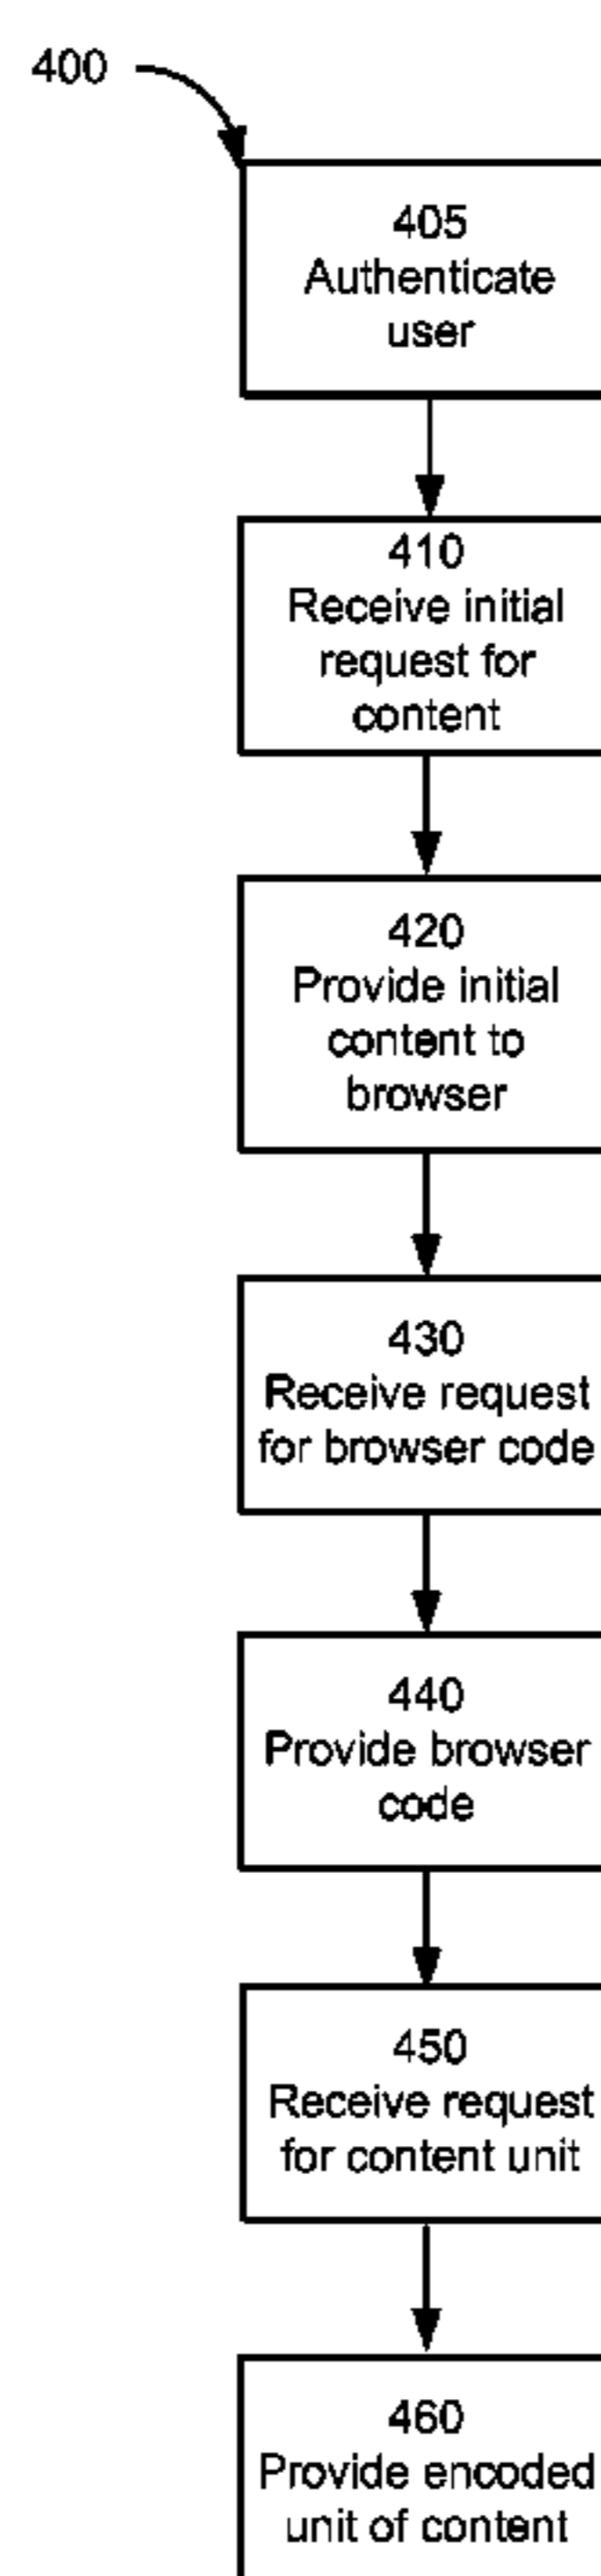 400
405
Authenticate
user
410
Receive initial
request for
content
420
Provide initial
content to
browser
430
Receive request
for browser code
440
Provide browser
code
450
Receive request
for content unit
460
Provide encoded
unit of content